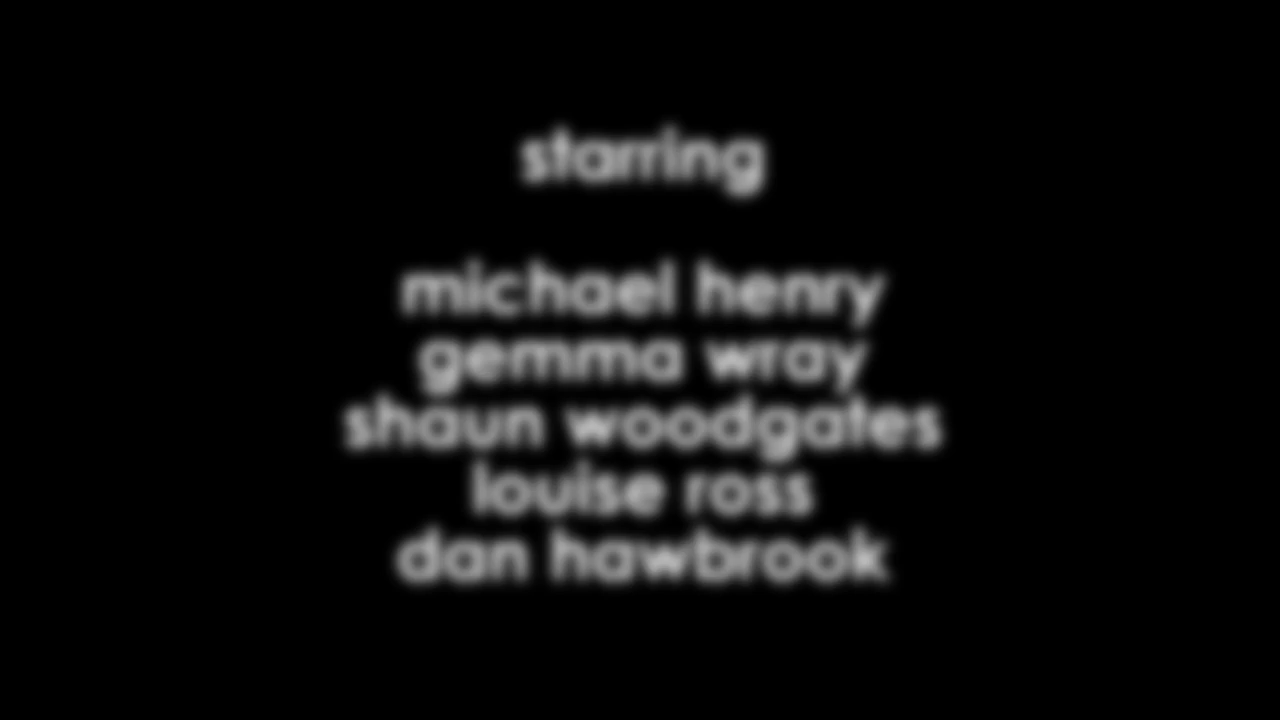 starring
michael henry
gemma wray
shaun woodgates
louise ross
dan hawbrook